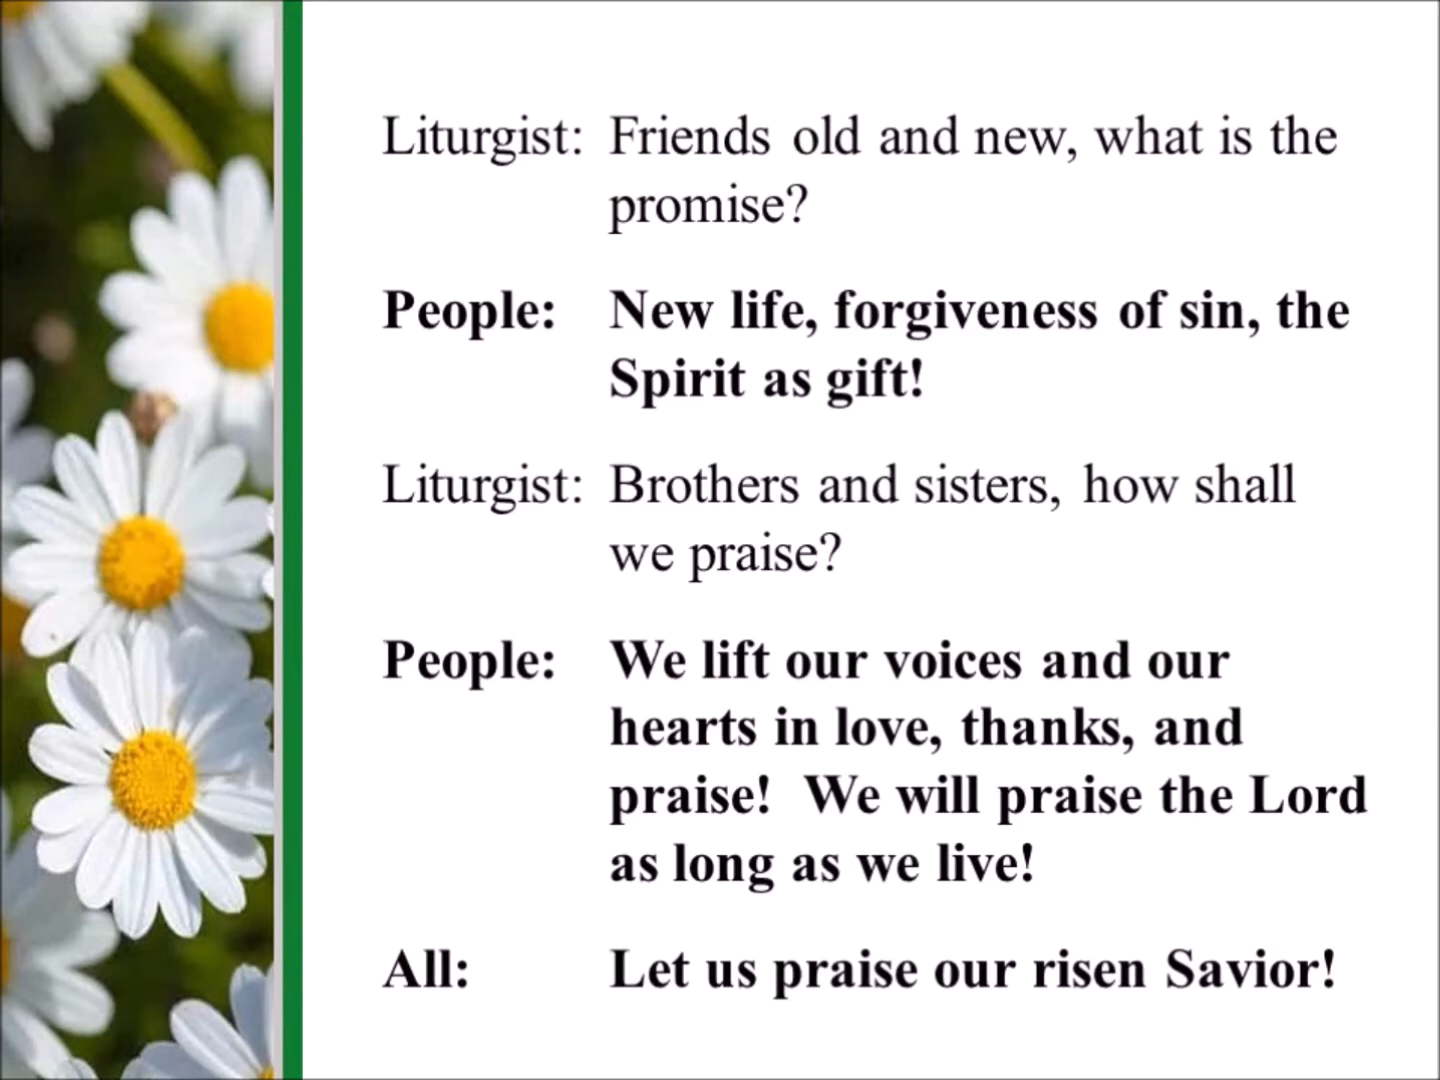 Liturgist: Friends old and new, what is the
promise?
People: New life, forgiveness of sin, the
Spirit as gift!
Liturgist: Brothers and sisters, how shall
we praise?
People: We lift our voices and our
hearts in love, thanks, and
praise! We will praise the Lord
as long as we live!
All: Let us praise our risen Savior!